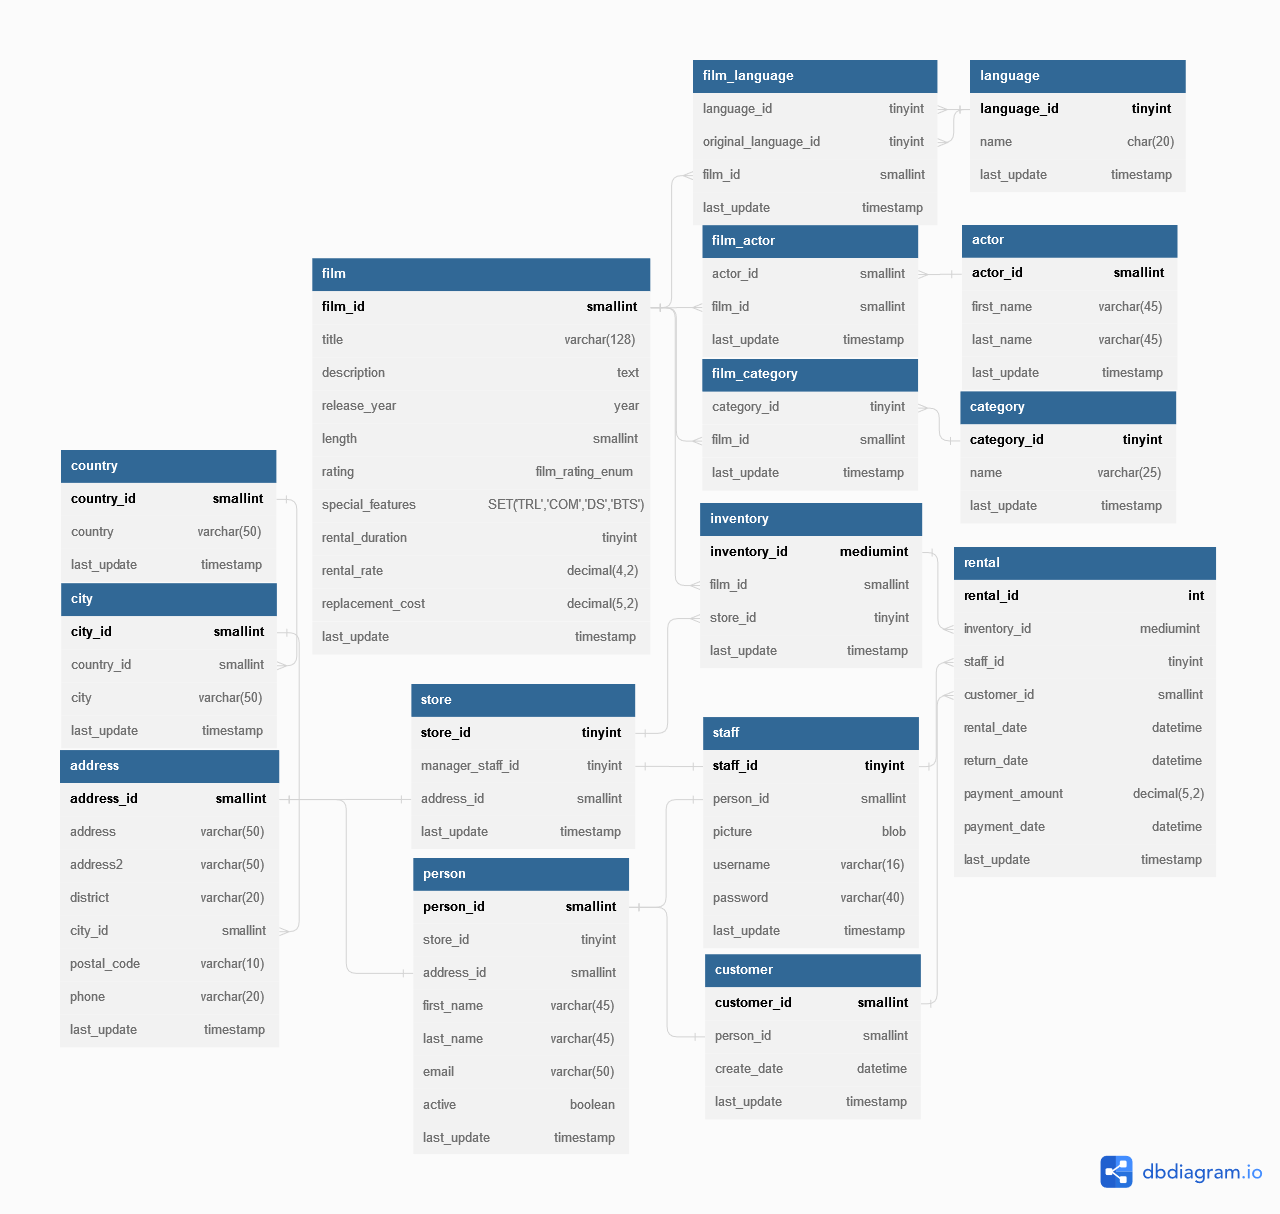 film_language
language_id tinyint
original_language_id tinyint
film_id smallint
last_update timestamp
language
language_id tinyint
name char(20)
last_update timestamp
film_actor
actor_id smallint
film_id smallint
last_update timestamp
actor
actor_id smallint
first_name varchar(45)
last_name varchar(45)
last_update timestamp
film
film_id smallint
title varchar(128)
description text
release_year year
length smallint
rating film_rating_enum
special_features SET('TRL','COM','DS','BTS')
rental_duration tinyint
rental_rate decimal(4,2)
replacement_cost decimal(5,2)
last_update timestamp
film_category
category_id tinyint
film_id smallint
last_update timestamp
category
category_id tinyint
name varchar(25)
last_update timestamp
country
country_id smallint
country varchar(50)
last_update timestamp
inventory
inventory_id mediumint
film_id smallint
store_id tinyint
last_update timestamp
rental
rental_id int
inventory_id mediumint
staff_id tinyint
customer_id smallint
rental_date datetime
return_date datetime
payment_amount decimal(5,2)
payment_date datetime
last_update timestamp
city
city_id smallint
country_id smallint
city varchar(50)
last_update timestamp
store
store_id tinyint
manager_staff_id tinyint
address_id smallint
last_update timestamp
staff
staff_id tinyint
person_id smallint
picture blob
username varchar(16)
password varchar(40)
last_update timestamp
address
address_id smallint
address varchar(50)
address2 varchar(50)
district varchar(20)
city_id smallint
postal_code varchar(10)
phone varchar(20)
last_update timestamp
person
person_id smallint
store_id tinyint
address_id smallint
first_name varchar(45)
last_name varchar(45)
email varchar(50)
active boolean
last_update timestamp
customer
customer_id smallint
person_id smallint
create_date datetime
last_update timestamp
dbdiagram.io